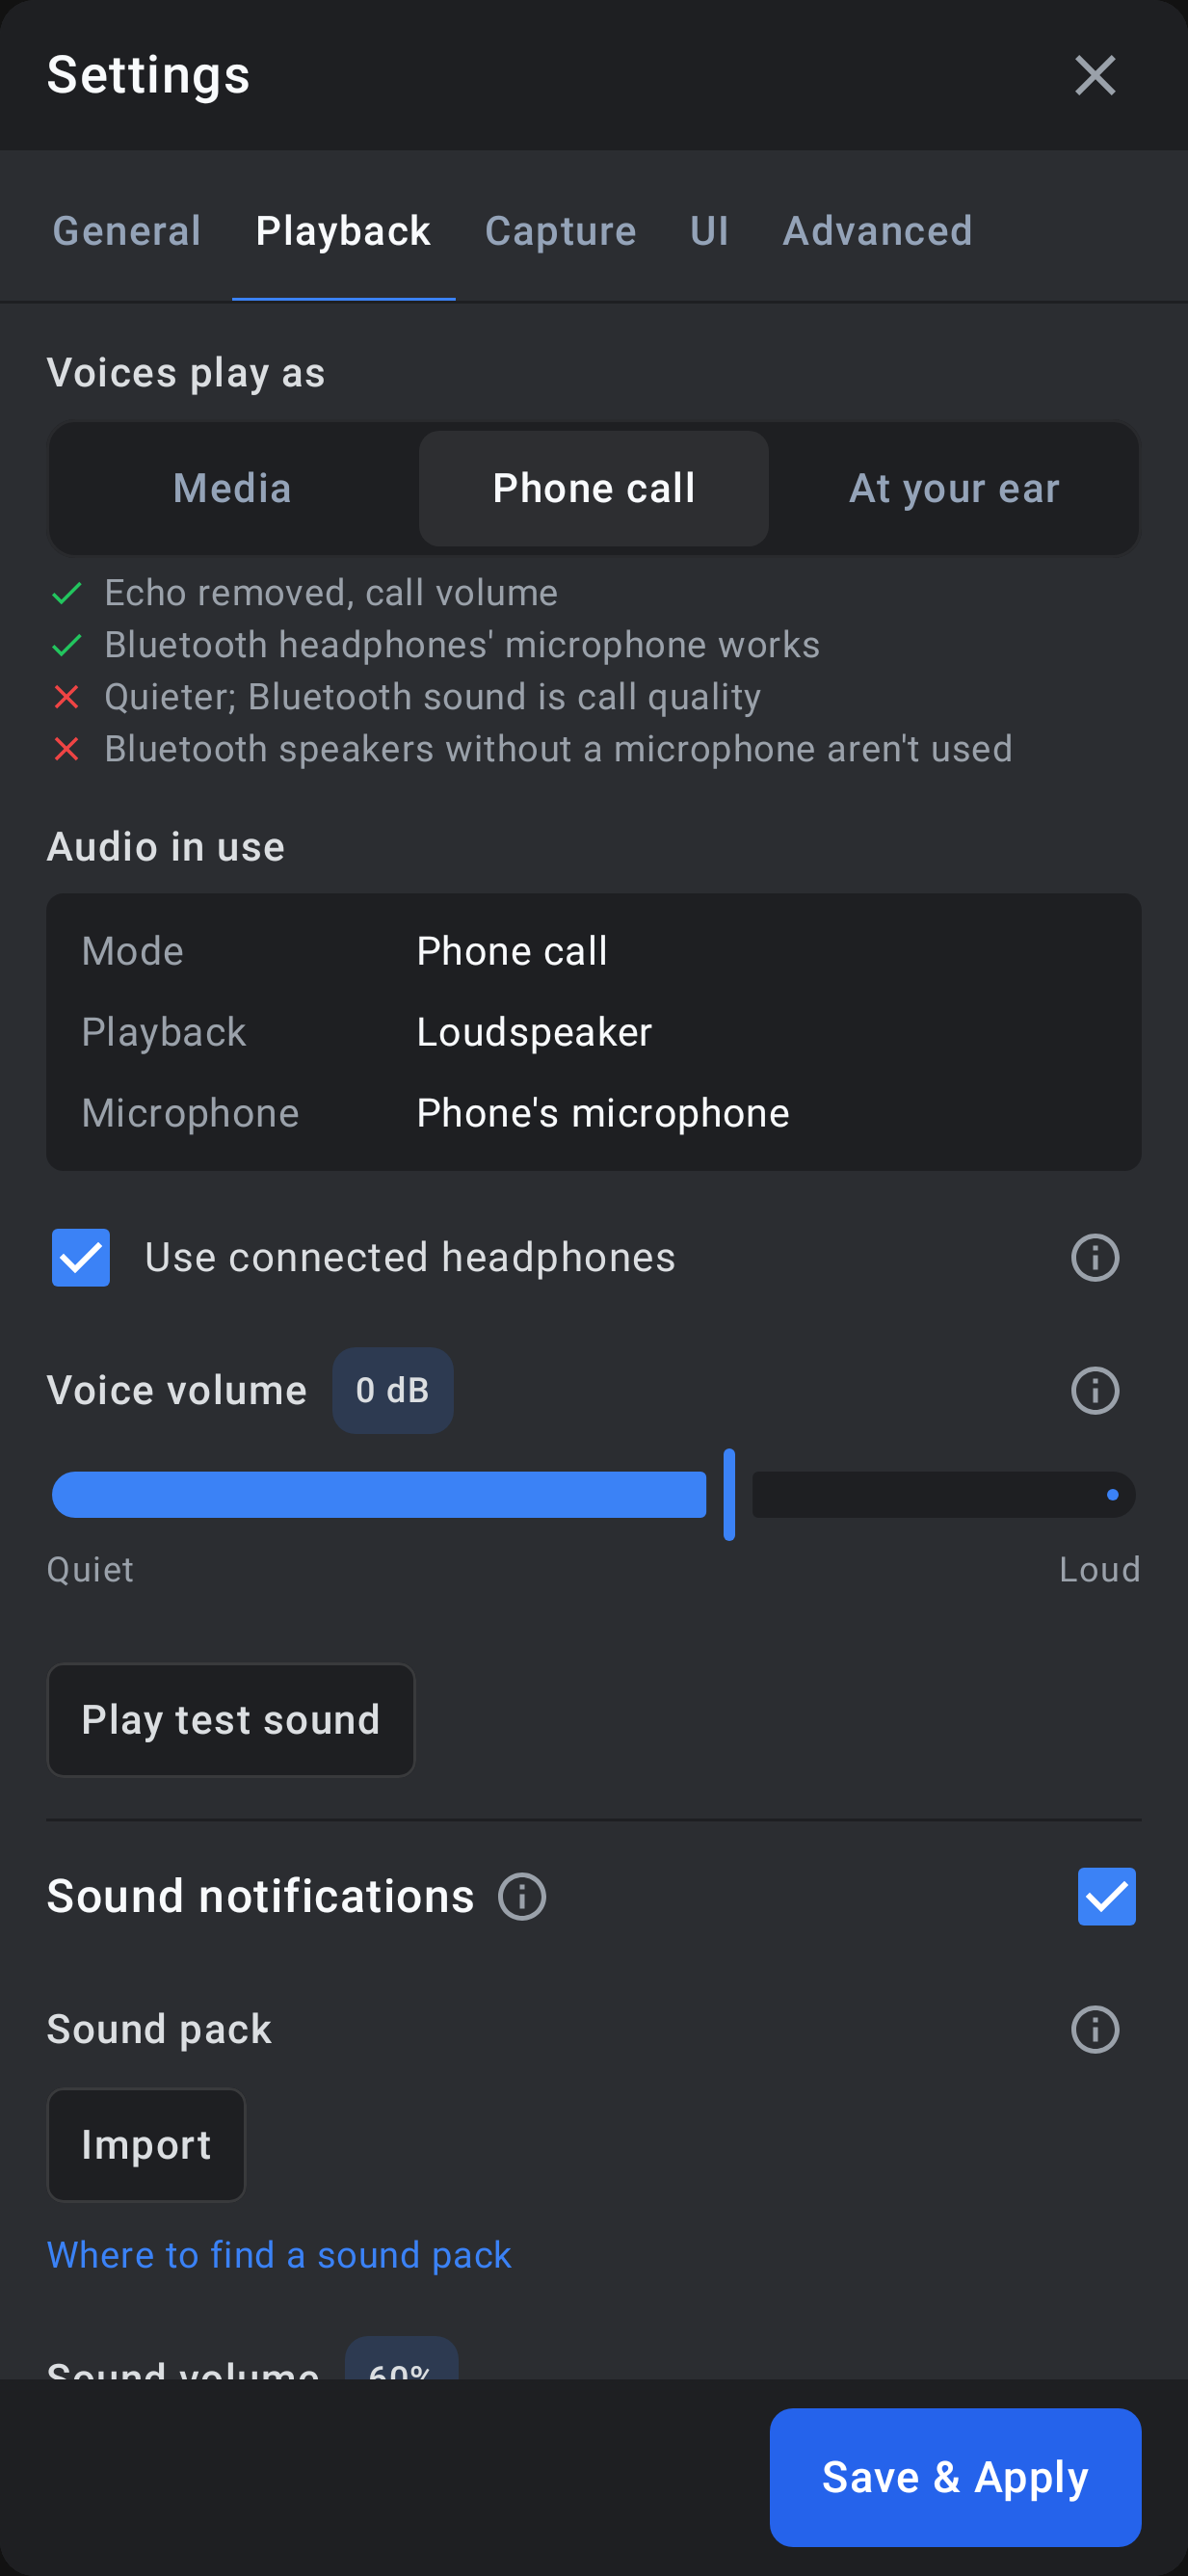 Settings
General Playback Capture UI Advanced
Voices play as
Media Phone call At your ear
Echo removed, call volume
Bluetooth headphones' microphone works
Quieter; Bluetooth sound is call quality
Bluetooth speakers without a microphone aren't used
Audio in use
Mode Phone call
Playback Loudspeaker
Microphone Phone's microphone
Use connected headphones
Voice volume 0 dB
Quiet Loud
Play test sound
Sound notifications
Sound pack
Import
Where to find a sound pack
Sound volume 60%
Save & Apply